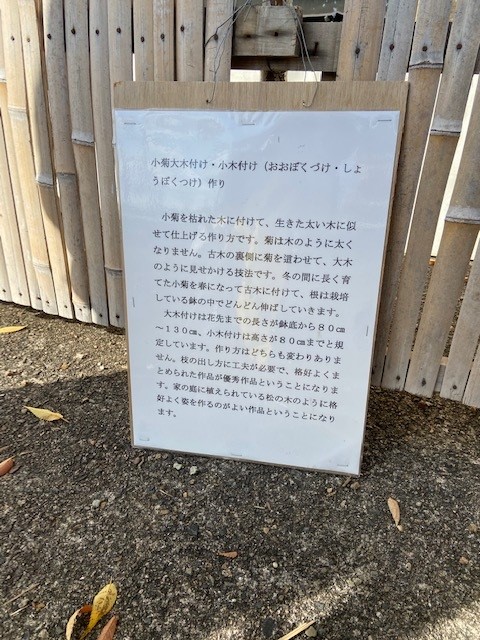 小菊大木付け・小木付け（おおぼくづけ・しょ
うぼくつけ）作り
小菊を枯れた木に付けて、生きた太い木に似
せて仕上げる作り方です。菊は木のように太く
なりません。古木の裏側に菊を這わせて、大木
のように見せかける技法です。冬の間に長く育
てた小菊を春になって古木に付けて、根は栽培
している鉢の中でどんどん伸ばしていきます。
大木付けは花先までの長さが鉢底から８０㎝
～１３０㎝、小木付けは高さが８０㎝までと規
定しています。作り方はどちらも変わりありま
せん。枝の出し方に工夫が必要で、格好よくま
とめられた作品が優秀作品ということになりま
す。家の庭に植えられている松の木のように格
好よく姿を作るのがよい作品ということになり
ます。